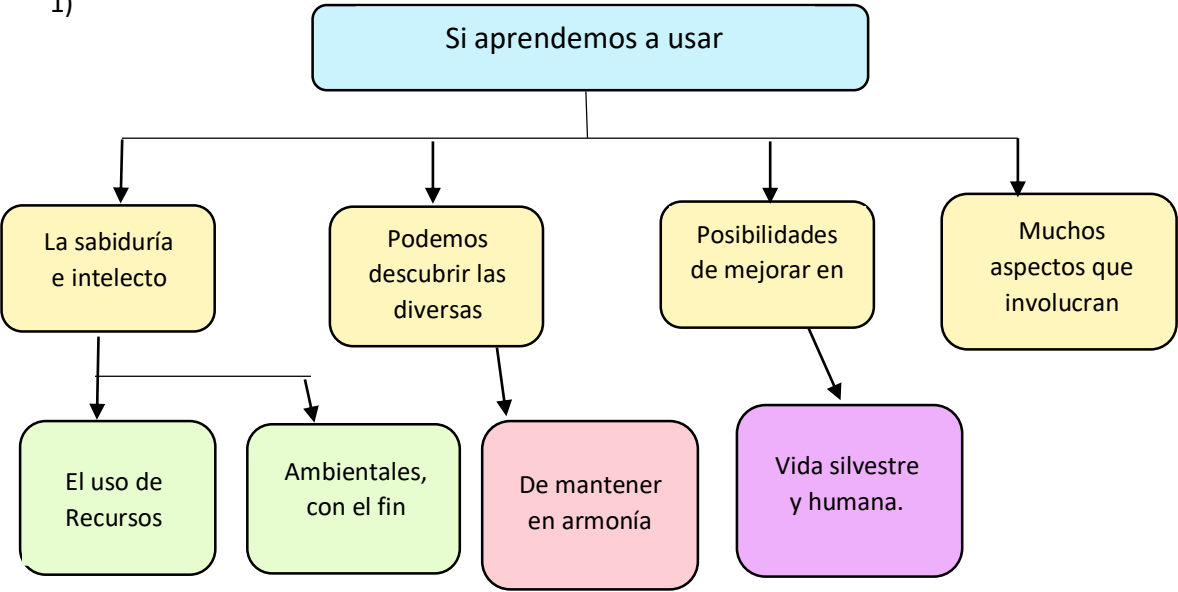 1)
Si aprendemos a usar
La sabiduría
e intelecto
Podemos
descubrir las
diversas
Posibilidades
de mejorar en
Muchos
aspectos que
involucran
El uso de
Recursos
Ambientales,
con el fin
De mantener
en armonía
Vida silvestre
y humana.